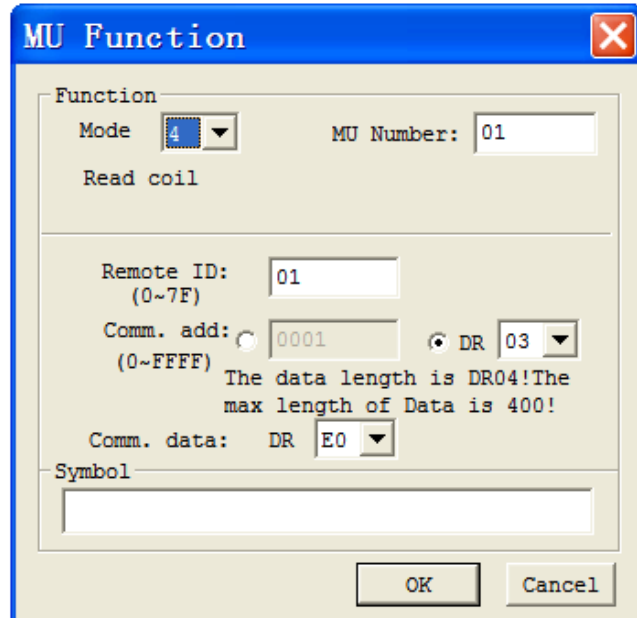 MU Function
Function
Mode 4 MU Number: 01
Read coil
Remote ID: 01
(0~7F)
Comm. add: 0001 DR 03
(0~FFFF)
The data length is DR04!The
max length of Data is 400!
Comm. data: DR E0
Symbol
OK Cancel